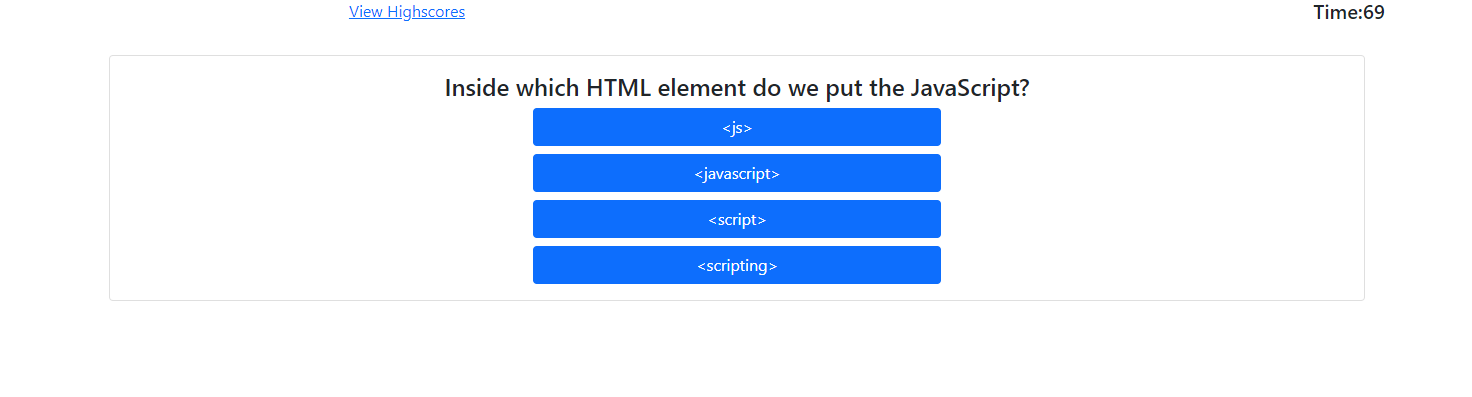 View Highscores
Time:69
Inside which HTML element do we put the JavaScript?
<js>
<javascript>
<script>
<scripting>